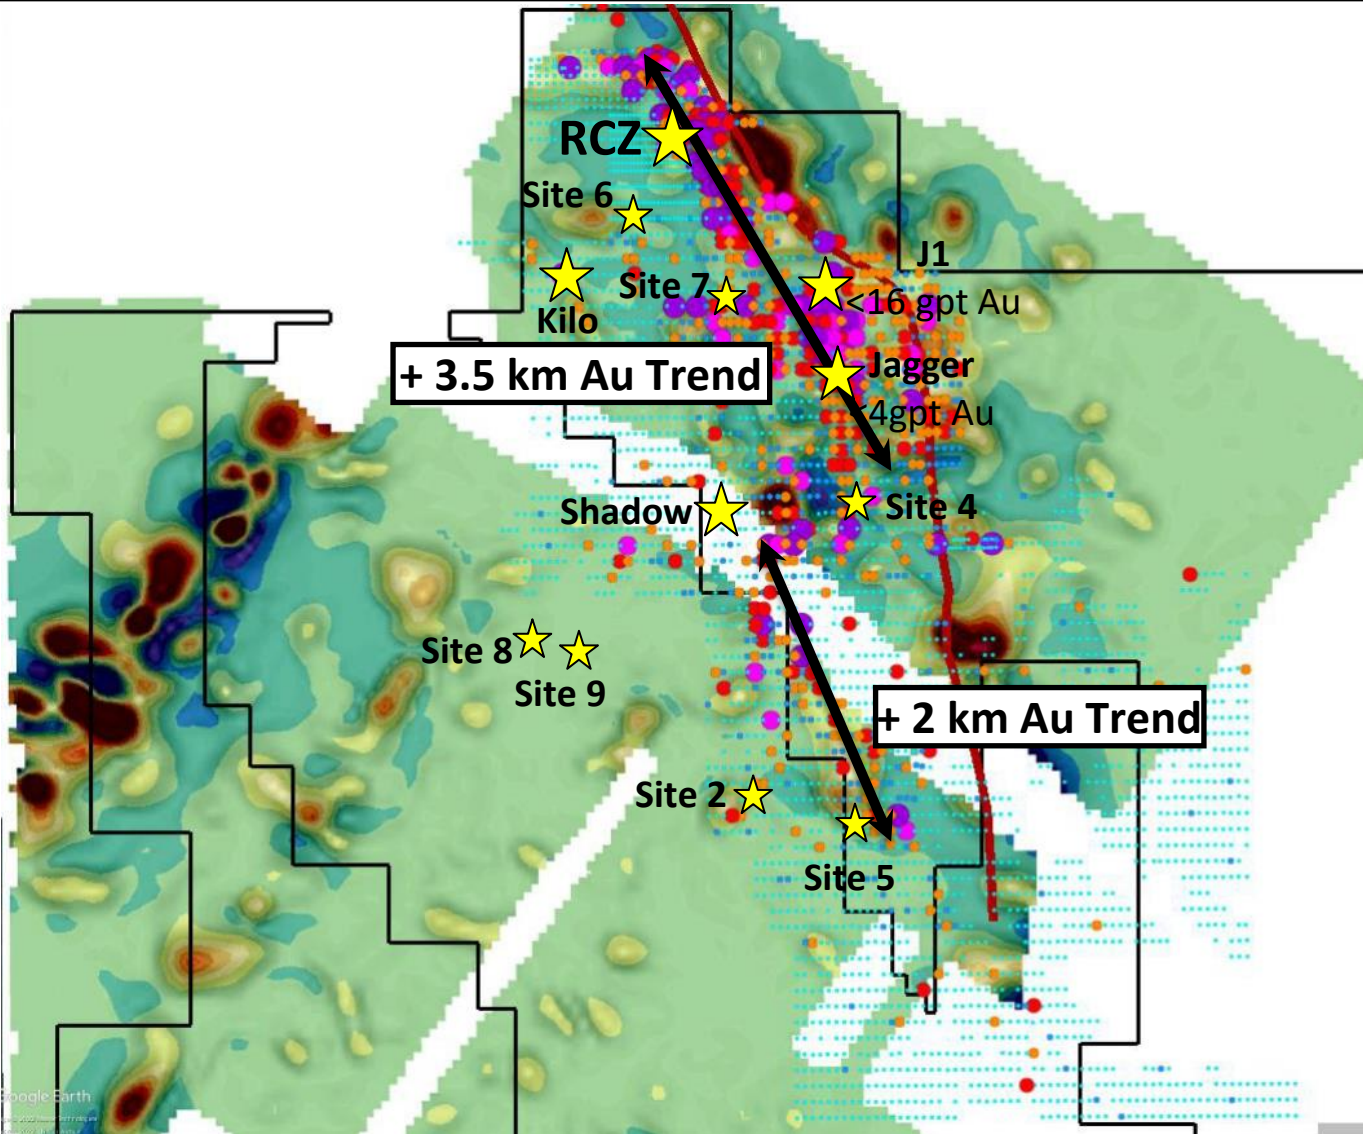 RCZ
Site 6
J1
Site 7
<16 gpt Au
Kilo
+ 3.5 km Au Trend
Jagger
4gpt Au
Shadow
Site 4
Site 8
Site 9
+ 2 km Au Trend
Site 2
Site 5
Google Earth